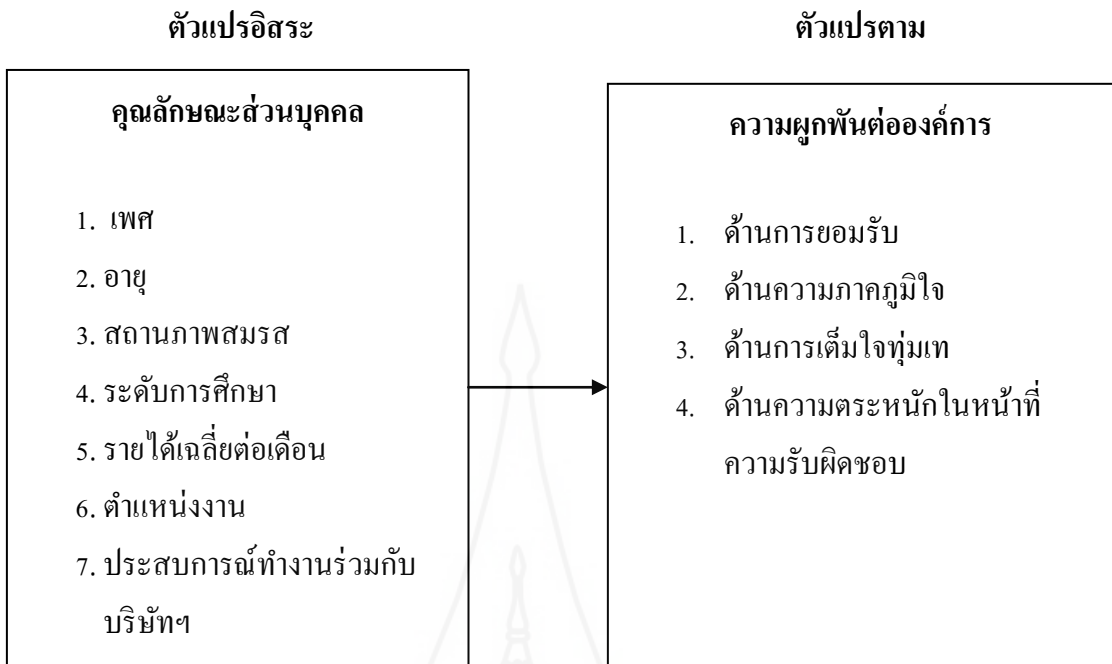 ตัวแปรอิสระ
คุณลักษณะส่วนบุคคล
1. เพศ
2. อายุ
3. สถานภาพสมรส
4. ระดับการศึกษา
5. รายได้เฉลี่ยต่อเดือน
6. ตำแหน่งงาน
7. ประสบการณ์ทำงานร่วมกับ
บริษัทฯ
ตัวแปรตาม
ความผูกพันต่อองค์การ
1. ด้านการยอมรับ
2. ด้านความภาคภูมิใจ
3. ด้านการเต็มใจทุ่มเท
4. ด้านความตระหนักในหน้าที่
ความรับผิดชอบ